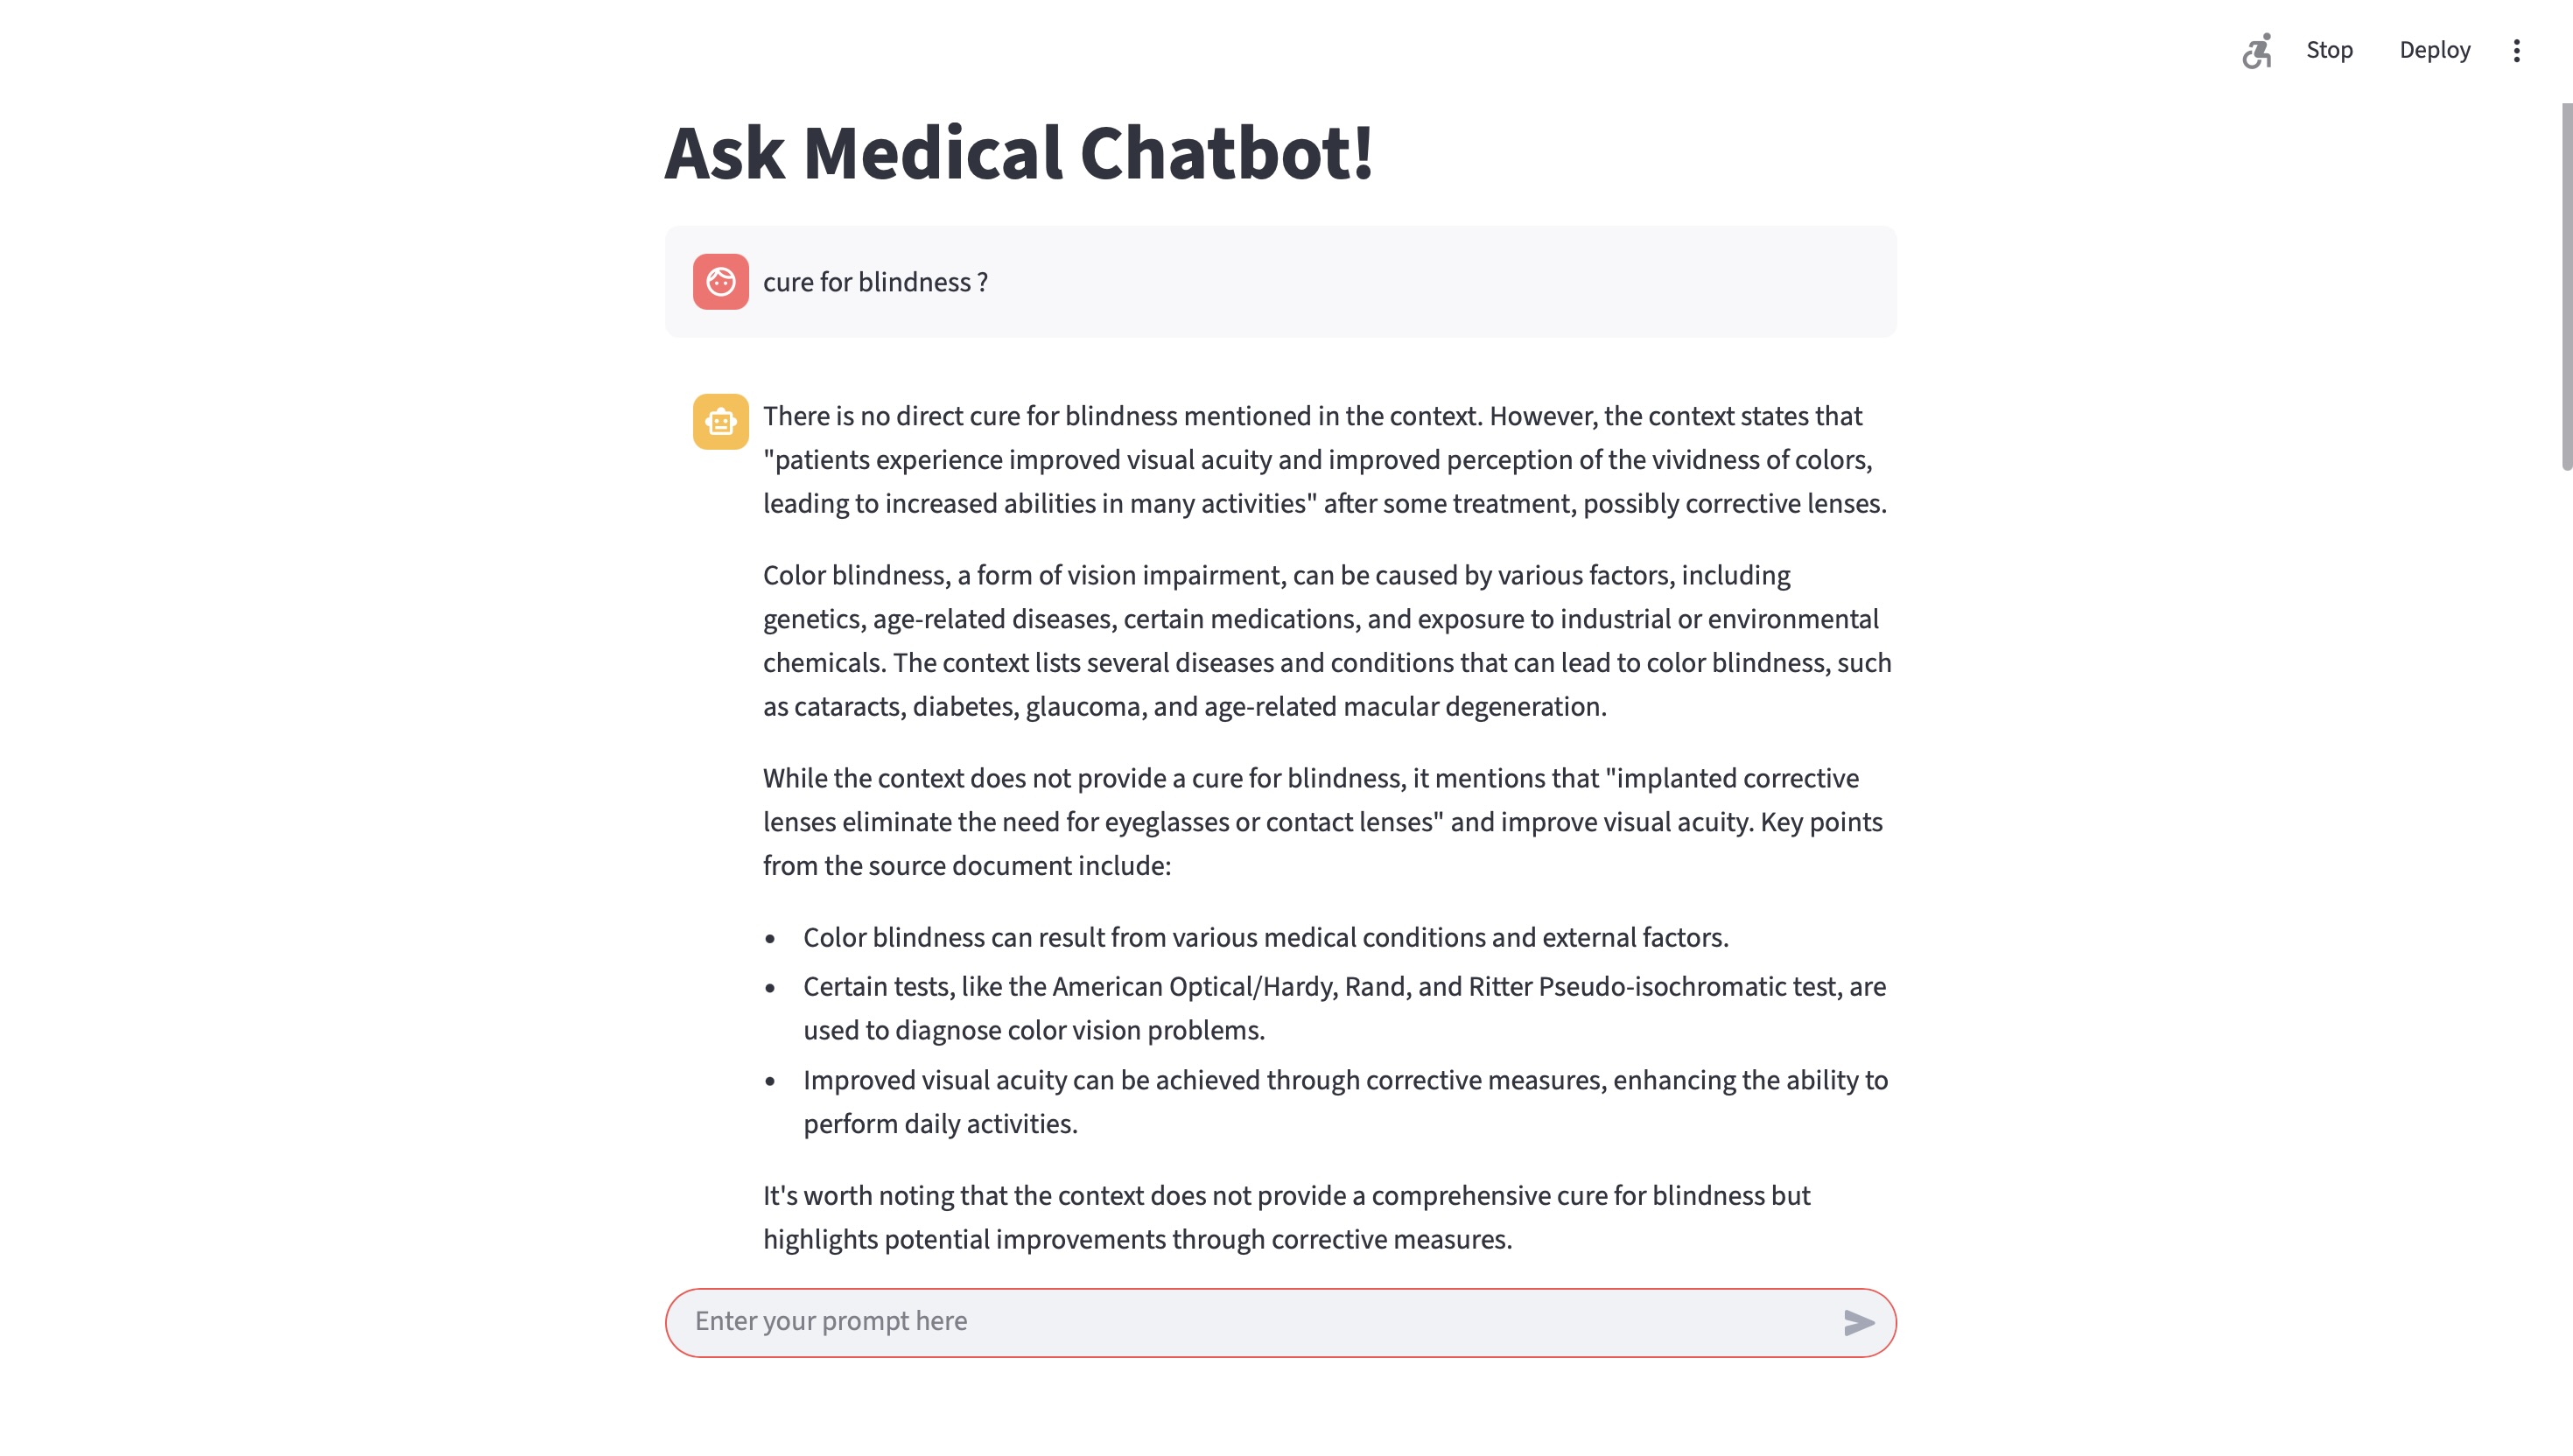 Stop Deploy
Ask Medical Chatbot!
cure for blindness ?
There is no direct cure for blindness mentioned in the context. However, the context states that
"patients experience improved visual acuity and improved perception of the vividness of colors,
leading to increased abilities in many activities" after some treatment, possibly corrective lenses.
Color blindness, a form of vision impairment, can be caused by various factors, including
genetics, age-related diseases, certain medications, and exposure to industrial or environmental
chemicals. The context lists several diseases and conditions that can lead to color blindness, such
as cataracts, diabetes, glaucoma, and age-related macular degeneration.
While the context does not provide a cure for blindness, it mentions that "implanted corrective
lenses eliminate the need for eyeglasses or contact lenses" and improve visual acuity. Key points
from the source document include:
• Color blindness can result from various medical conditions and external factors.
• Certain tests, like the American Optical/Hardy, Rand, and Ritter Pseudo-isochromatic test, are
used to diagnose color vision problems.
• Improved visual acuity can be achieved through corrective measures, enhancing the ability to
perform daily activities.
It's worth noting that the context does not provide a comprehensive cure for blindness but
highlights potential improvements through corrective measures.
Enter your prompt here